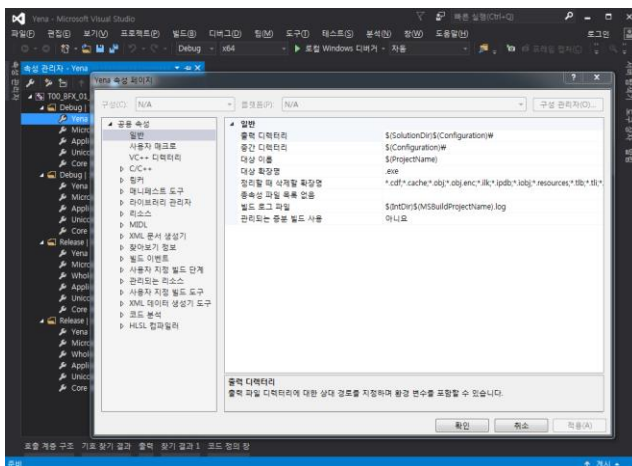 Yena - Microsoft Visual Studio
빠른 실행(Ctrl+Q)
파일(F) 편집(E) 보기(V) 프로젝트(P) 빌드(B) 디버그(D) 팀(M) 도구(T) 테스트(S) 분석(N) 창(W) 도움말(H) 로그인
Debug x64 로컬 Windows 디버거 자동
속성 관리자 - Yena
T00_BFX_01
Debug |
Yena
Micro
Appli
Unico
Core
Debug |
Yena
Micro
Appli
Unico
Core
Release |
Yena
Micro
Whol
Appli
Unico
Core
Release |
Yena
Micro
Whol
Appli
Unico
Core
Yena 속성 페이지
구성(C): N/A 플랫폼(P): N/A 구성 관리자(O)...
공용 속성
일반
사용자 매크로
VC++ 디렉터리
C/C++
링커
매니페스트 도구
라이브러리 관리자
리소스
MIDL
XML 문서 생성기
찾아보기 정보
빌드 이벤트
사용자 지정 빌드 단계
관리되는 리소스
사용자 지정 빌드 도구
XML 데이터 생성기 도구
코드 분석
HLSL 컴파일러
일반
출력 디렉터리 $(SolutionDir)$(Configuration)₩
중간 디렉터리 $(Configuration)₩
대상 이름 $(ProjectName)
대상 확장명 .exe
정리할 때 삭제할 확장명 *.cdf;*.cache;*.obj;*.obj.enc;*.ilk;*.ipdb;*.iobj;*.resources;*.tlb;*.tli;*.
종속성 파일 목록 없음
빌드 로그 파일 $(IntDir)$(MSBuildProjectName).log
관리되는 증분 빌드 사용 아니요
출력 디렉터리
출력 파일 디렉터리에 대한 상대 경로를 지정하며 환경 변수를 포함할 수 있습니다.
확인 취소 적용(A)
호출 계층 구조 기호 찾기 결과 출력 찾기 결과 1 코드 정의 창
준비 게시